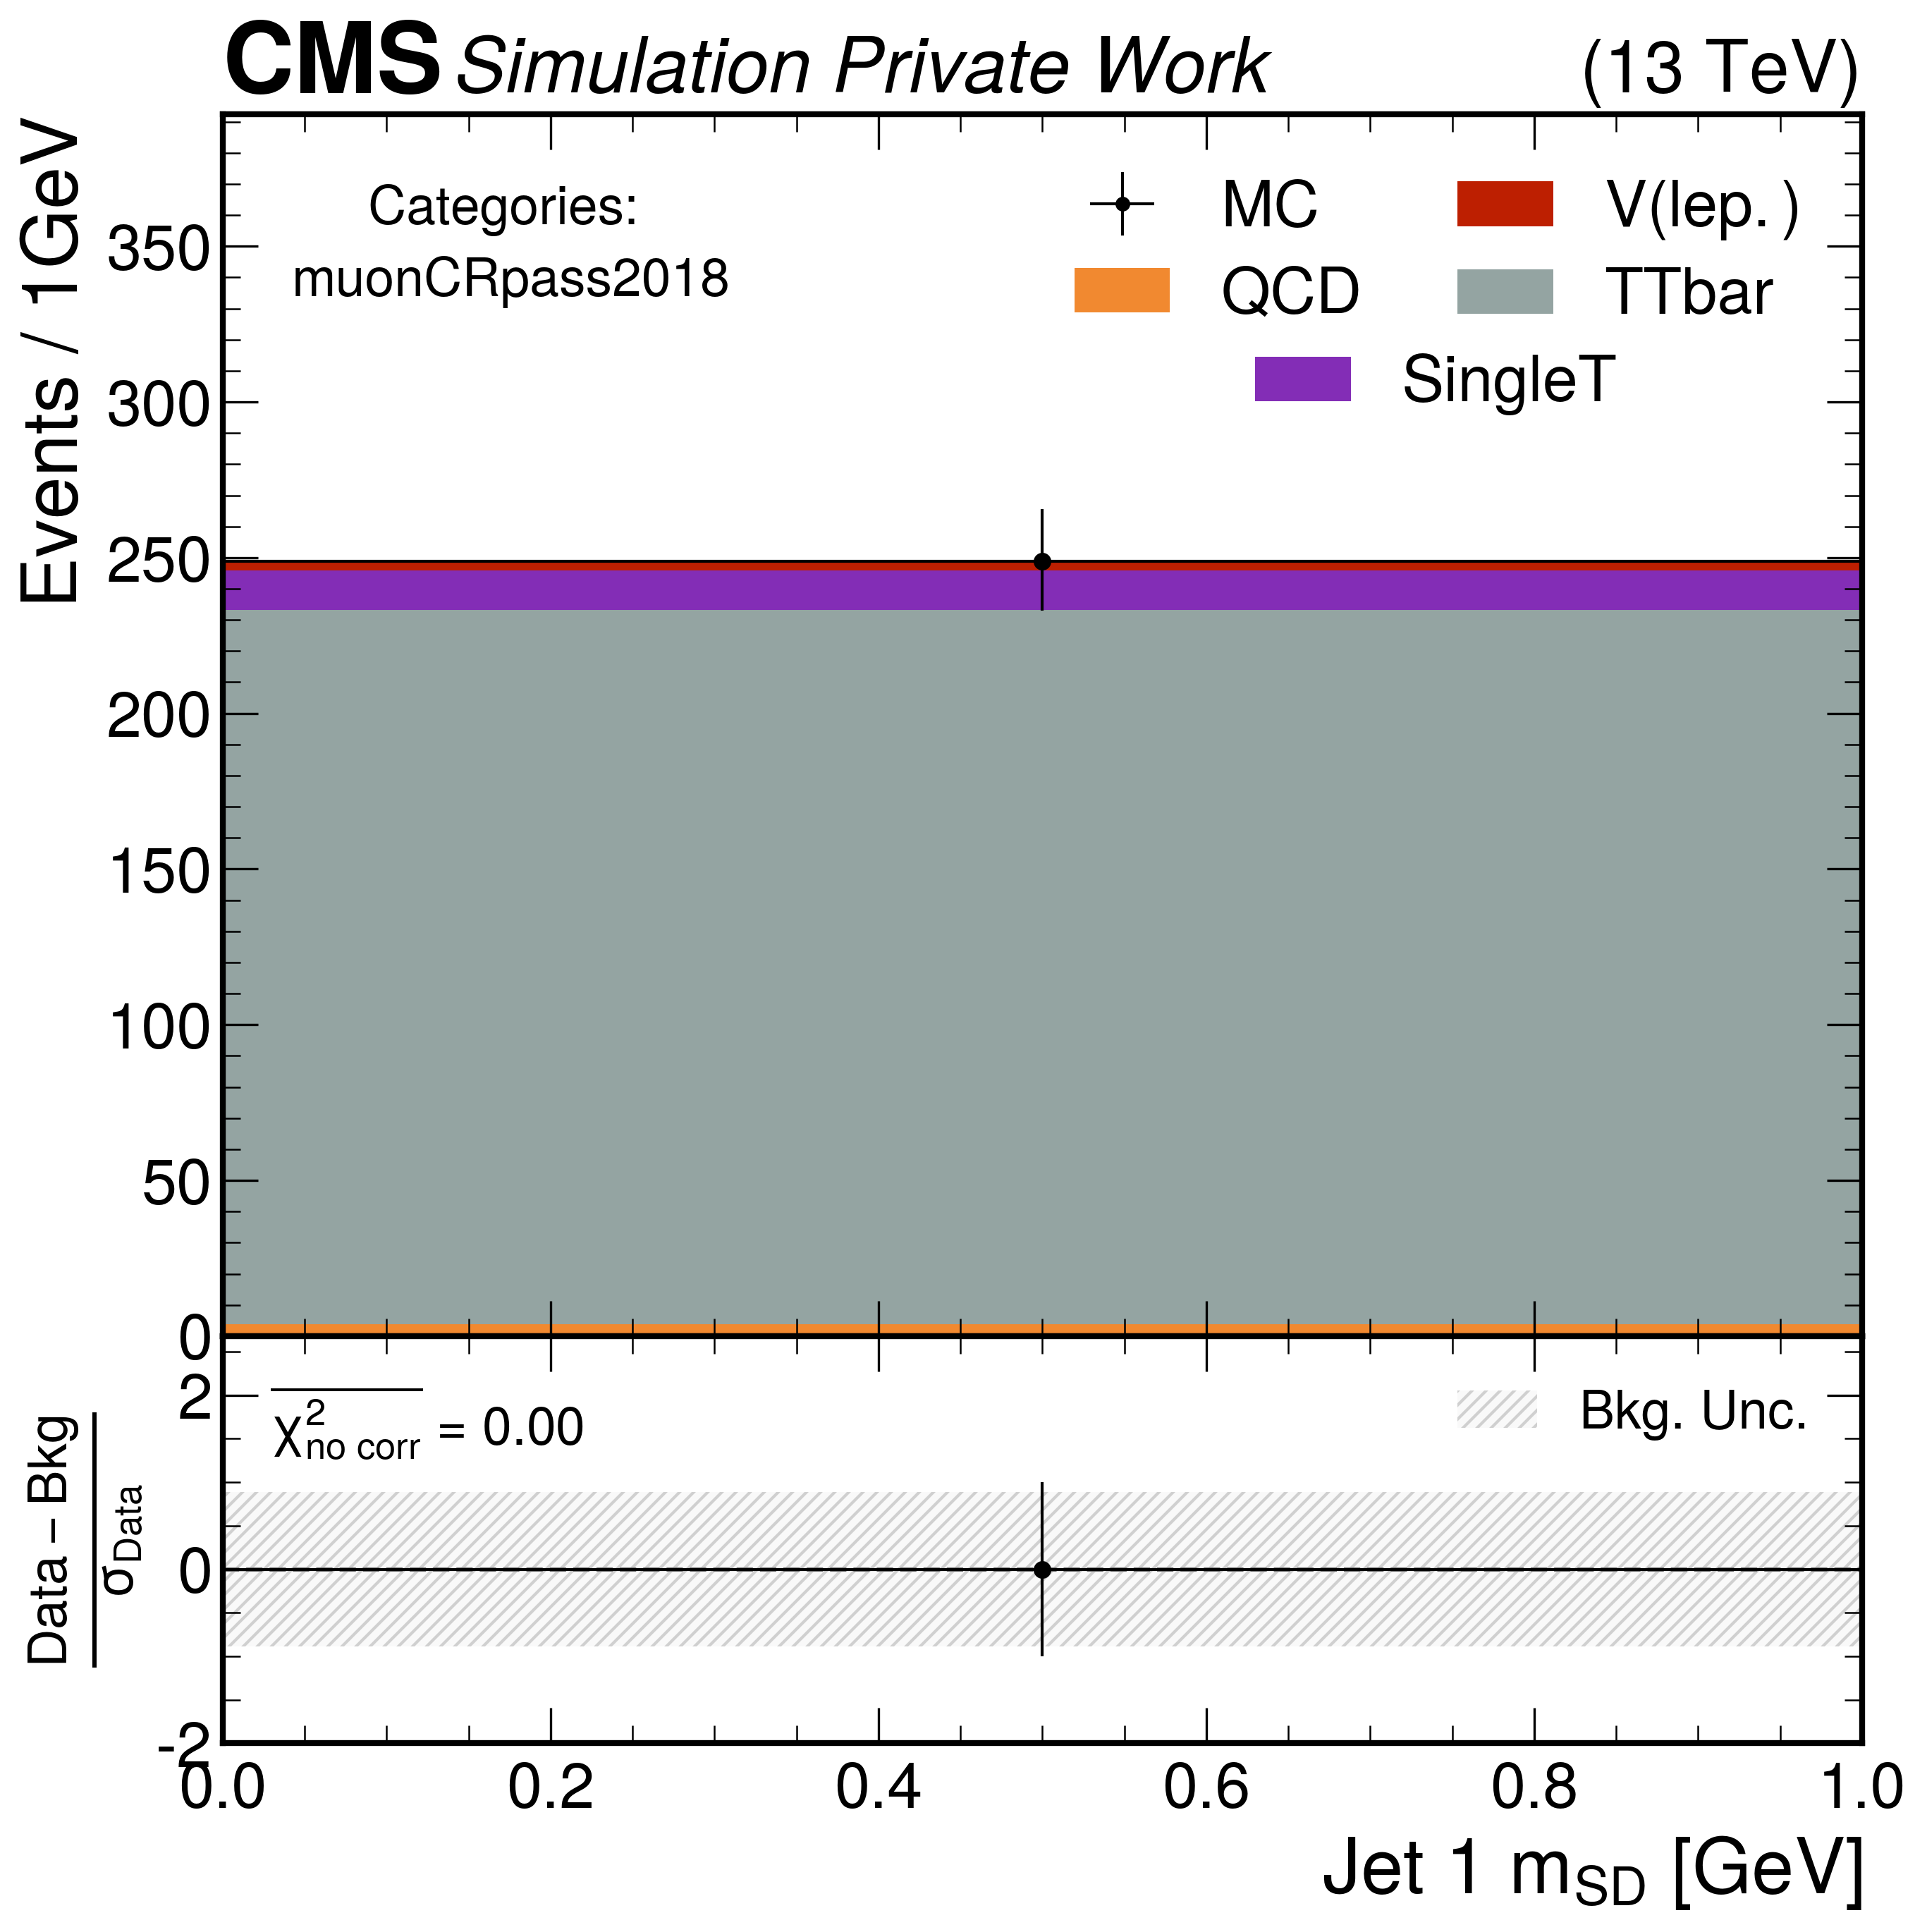 CMS Simulation Private Work (13 TeV)
Events / 1 GeV
Categories:
muonCRpass2018
MC
V(lep.)
QCD
TTbar
SingleT
350
300
250
200
150
100
50
0
Data − Bkg
σData
χ²no corr = 0.00
Bkg. Unc.
2
0
-2
0.0 0.2 0.4 0.6 0.8 1.0
Jet 1 mSD [GeV]